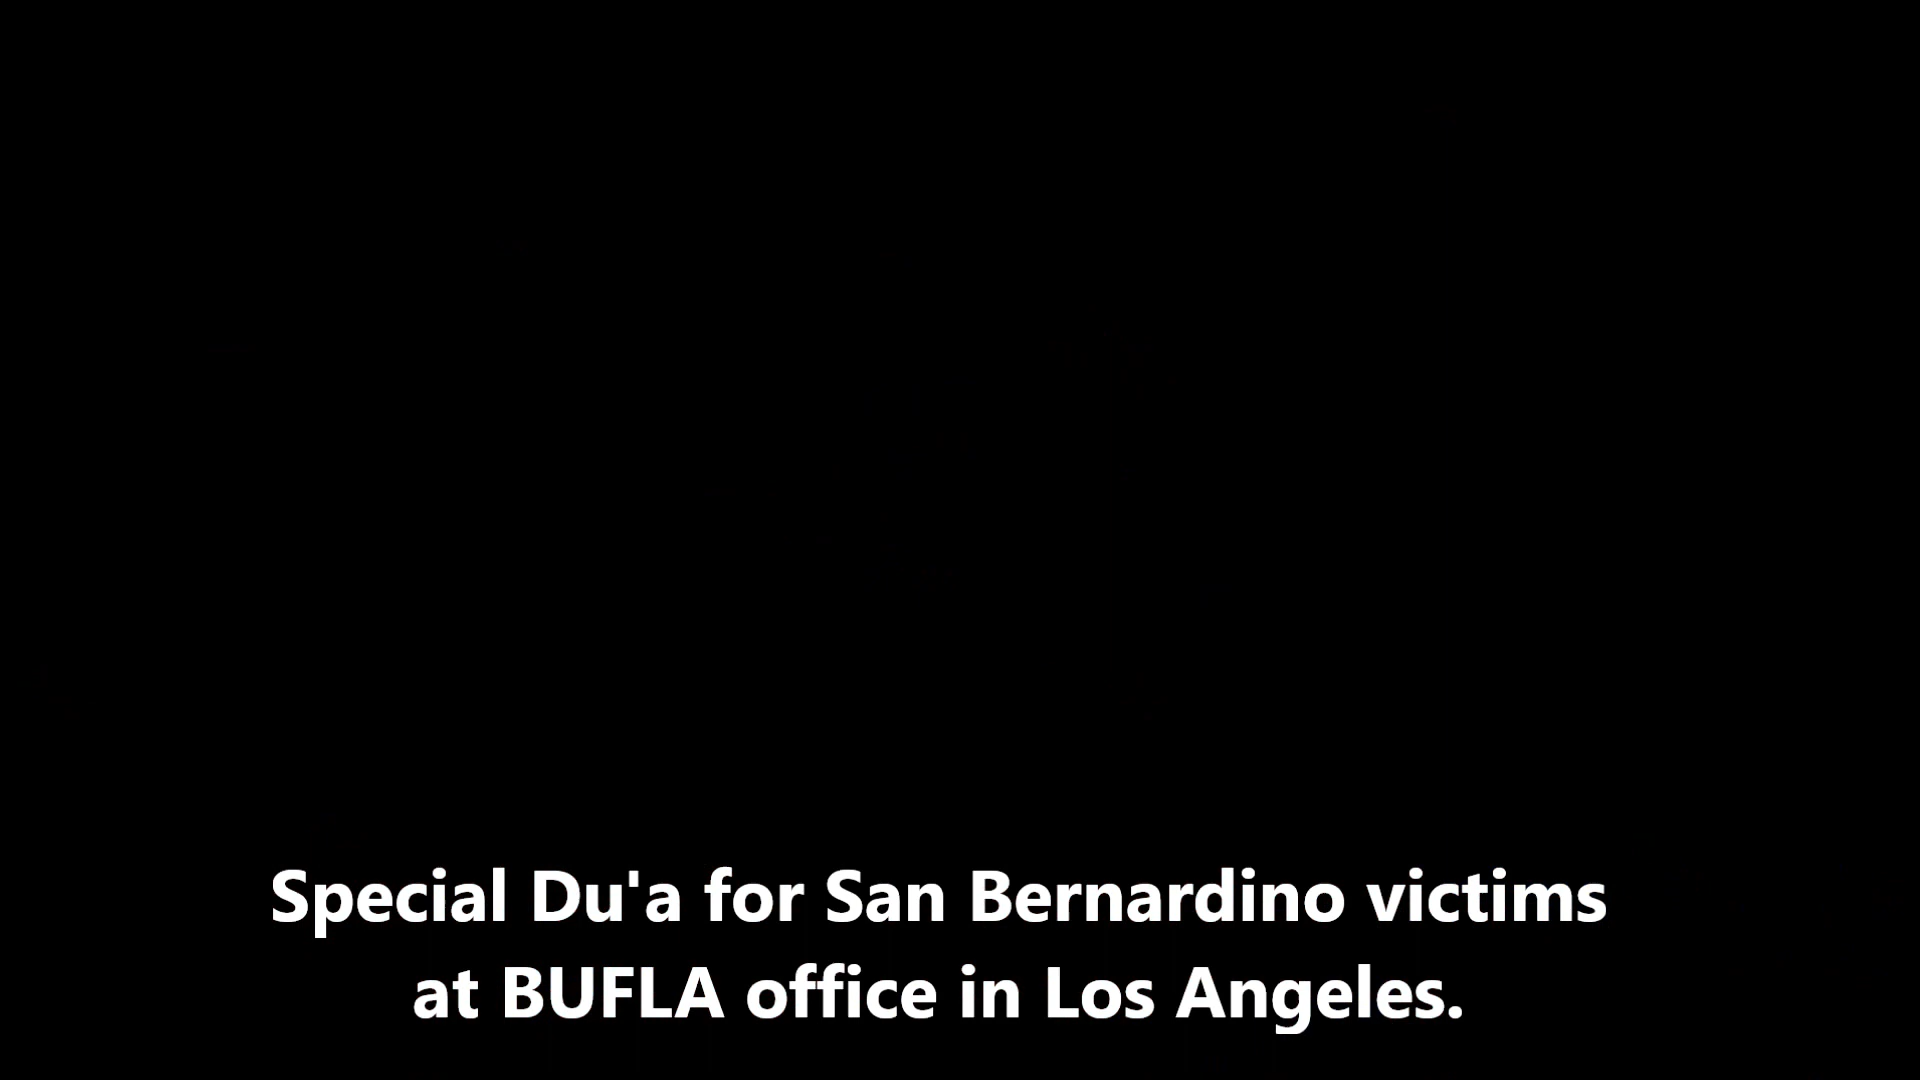 Special Du'a for San Bernardino victims
at BUFLA office in Los Angeles.